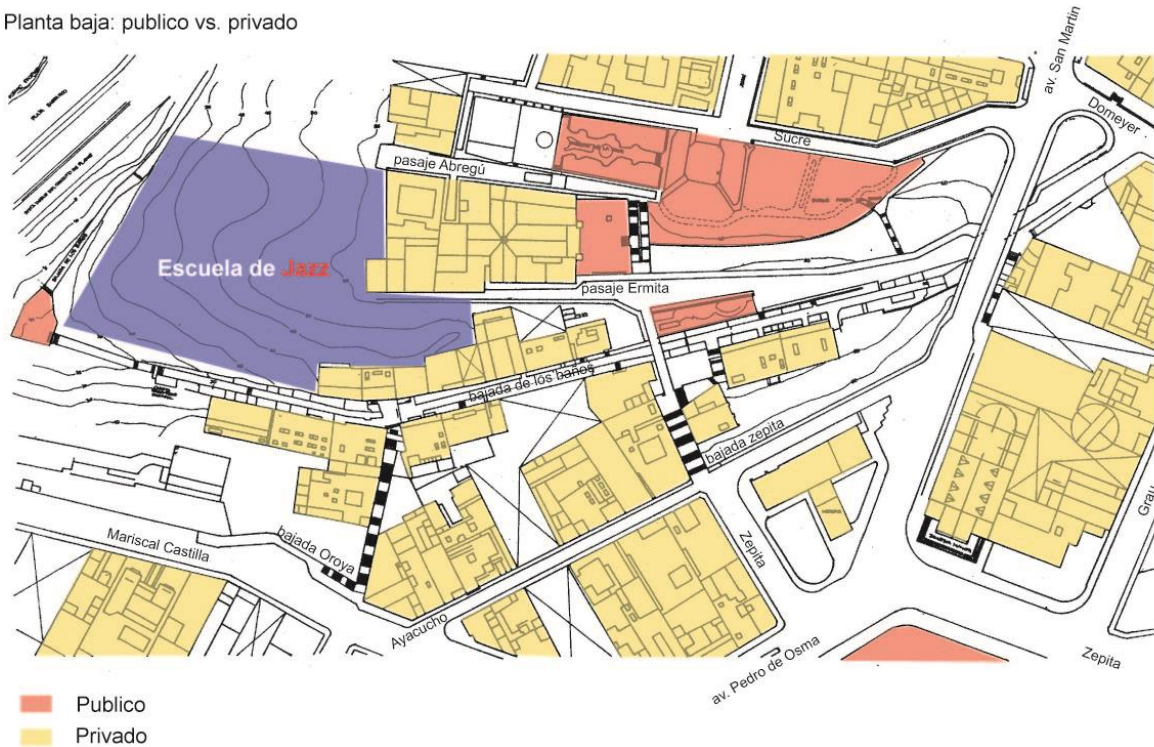 Planta baja: publico vs. privado
av. San Martin
Domeyer
Sucre
pasaje Abregú
Escuela de Jazz
pasaje Ermita
bajada de los baños
bajada zepita
Grau
Mariscal Castilla
bajada Oroya
Zepita
Ayacucho
av. Pedro de Osma
Zepita
Publico
Privado